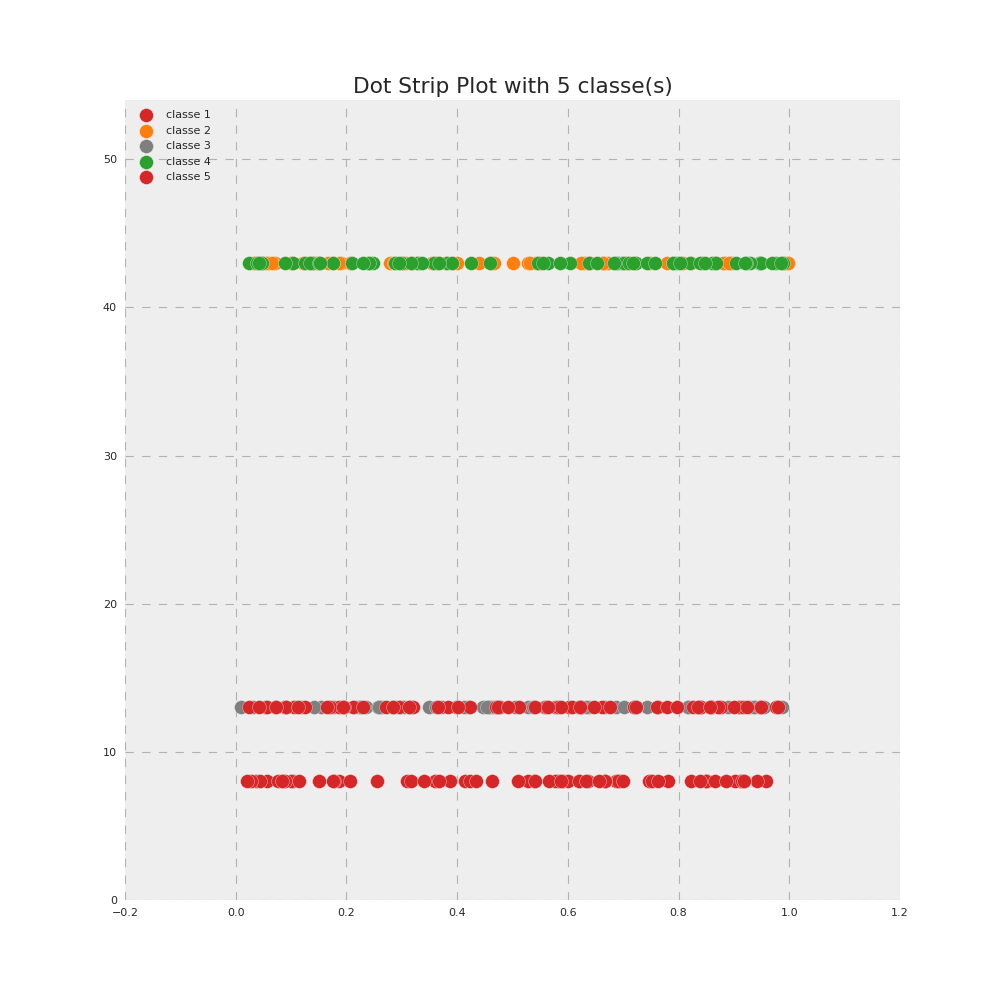 Dot Strip Plot with 5 classe(s)
classe 1
classe 2
classe 3
classe 4
classe 5
50
40
30
20
10
0
−0.2 0.0 0.2 0.4 0.6 0.8 1.0 1.2